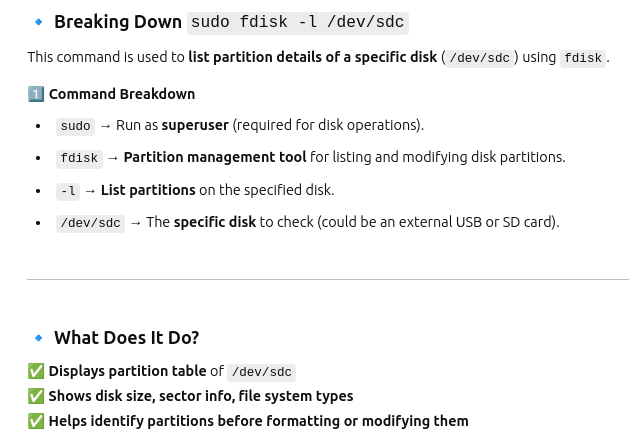 🔹 Breaking Down sudo fdisk -l /dev/sdc
This command is used to list partition details of a specific disk ( /dev/sdc ) using fdisk .
1️⃣ Command Breakdown
• sudo → Run as superuser (required for disk operations).
• fdisk → Partition management tool for listing and modifying disk partitions.
• -l → List partitions on the specified disk.
• /dev/sdc → The specific disk to check (could be an external USB or SD card).
🔹 What Does It Do?
✅ Displays partition table of /dev/sdc
✅ Shows disk size, sector info, file system types
✅ Helps identify partitions before formatting or modifying them